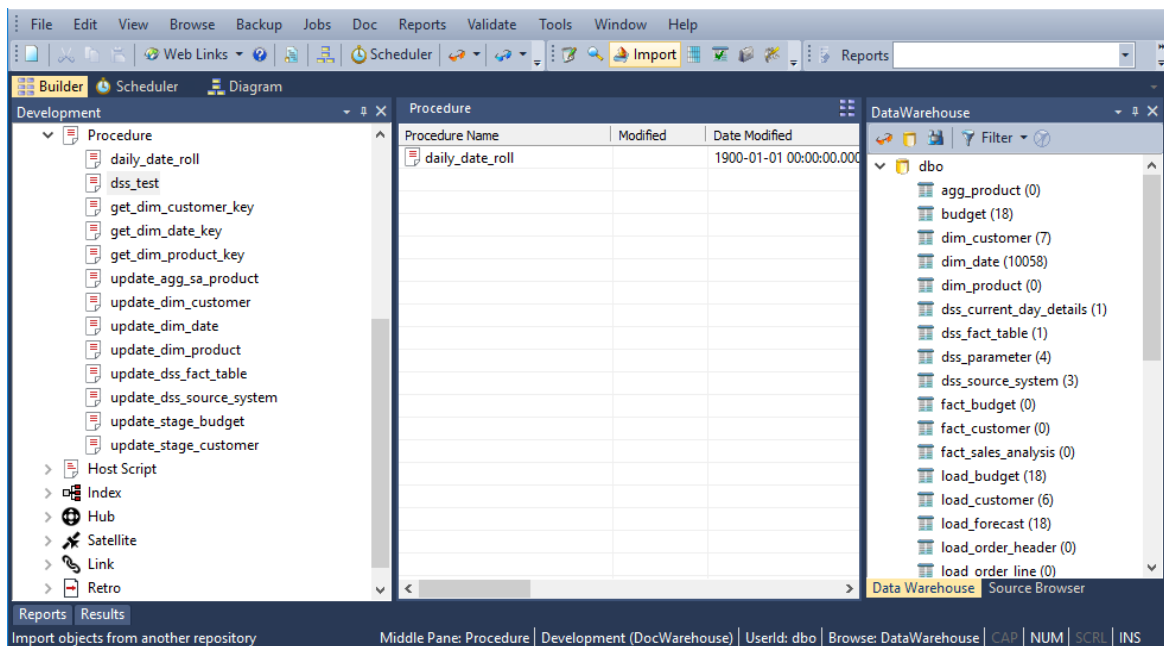 File Edit View Browse Backup Jobs Doc Reports Validate Tools Window Help
Web Links Scheduler Import Reports
Builder Scheduler Diagram
Development
Procedure
daily_date_roll
dss_test
get_dim_customer_key
get_dim_date_key
get_dim_product_key
update_agg_sa_product
update_dim_customer
update_dim_date
update_dim_product
update_dss_fact_table
update_dss_source_system
update_stage_budget
update_stage_customer
Host Script
Index
Hub
Satellite
Link
Retro
Procedure
Procedure Name Modified Date Modified
daily_date_roll 1900-01-01 00:00:00.000
DataWarehouse
Filter
dbo
agg_product (0)
budget (18)
dim_customer (7)
dim_date (10058)
dim_product (0)
dss_current_day_details (1)
dss_fact_table (1)
dss_parameter (4)
dss_source_system (3)
fact_budget (0)
fact_customer (0)
fact_sales_analysis (0)
load_budget (18)
load_customer (6)
load_forecast (18)
load_order_header (0)
load_order_line (0)
Data Warehouse Source Browser
Reports Results
Import objects from another repository Middle Pane: Procedure Development (DocWarehouse) UserId: dbo Browse: DataWarehouse CAP NUM SCRL INS